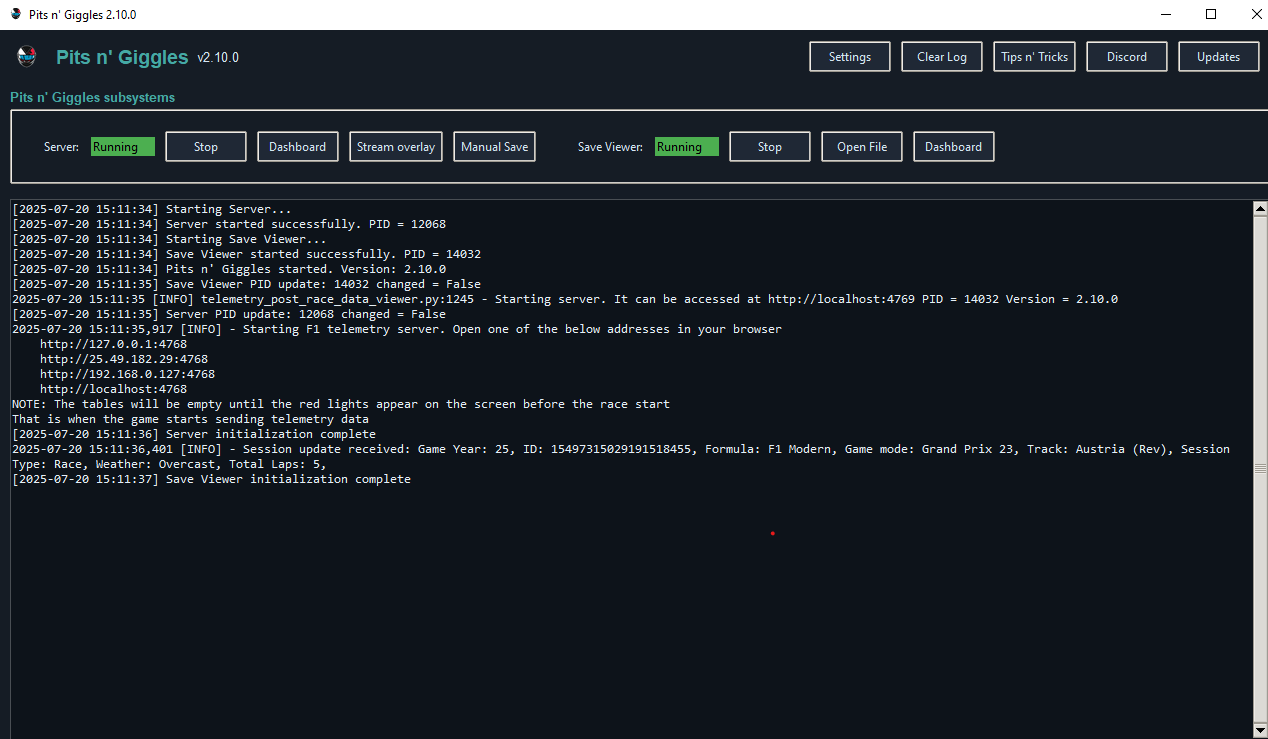 Pits n' Giggles 2.10.0
Pits n' Giggles v2.10.0 Settings Clear Log Tips n' Tricks Discord Updates
Pits n' Giggles subsystems
Server: Running Stop Dashboard Stream overlay Manual Save Save Viewer: Running Stop Open File Dashboard
[2025-07-20 15:11:34] Starting Server...
[2025-07-20 15:11:34] Server started successfully. PID = 12068
[2025-07-20 15:11:34] Starting Save Viewer...
[2025-07-20 15:11:34] Save Viewer started successfully. PID = 14032
[2025-07-20 15:11:34] Pits n' Giggles started. Version: 2.10.0
[2025-07-20 15:11:35] Save Viewer PID update: 14032 changed = False
2025-07-20 15:11:35 [INFO] telemetry_post_race_data_viewer.py:1245 - Starting server. It can be accessed at http://localhost:4769 PID = 14032 Version = 2.10.0
[2025-07-20 15:11:35] Server PID update: 12068 changed = False
2025-07-20 15:11:35,917 [INFO] - Starting F1 telemetry server. Open one of the below addresses in your browser
http://127.0.0.1:4768
http://25.49.182.29:4768
http://192.168.0.127:4768
http://localhost:4768
NOTE: The tables will be empty until the red lights appear on the screen before the race start
That is when the game starts sending telemetry data
[2025-07-20 15:11:36] Server initialization complete
2025-07-20 15:11:36,401 [INFO] - Session update received: Game Year: 25, ID: 15497315029191518455, Formula: F1 Modern, Game mode: Grand Prix 23, Track: Austria (Rev), Session
Type: Race, Weather: Overcast, Total Laps: 5,
[2025-07-20 15:11:37] Save Viewer initialization complete